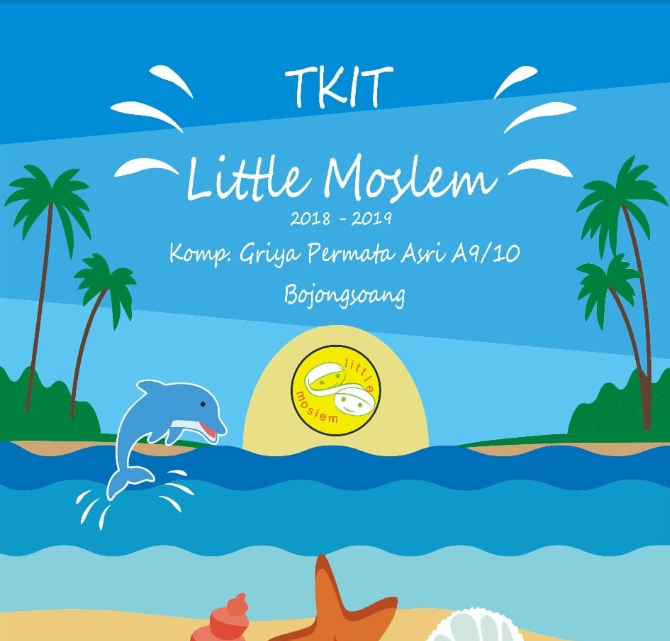 TKIT
Little Moslem
2018 - 2019
Komp. Griya Permata Asri A9/10
Bojongsoang
little
moslem